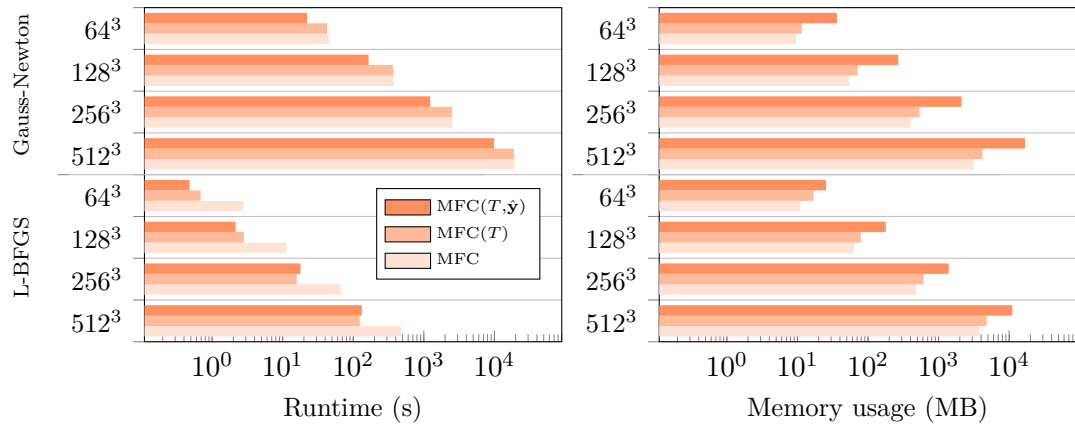 Gauss-Newton
L-BFGS
64³
128³
256³
512³
64³
128³
256³
512³
10⁰ 10¹ 10² 10³ 10⁴
Runtime (s)
MFC(T,ŷ)
MFC(T)
MFC
64³
128³
256³
512³
64³
128³
256³
512³
10⁰ 10¹ 10² 10³ 10⁴
Memory usage (MB)